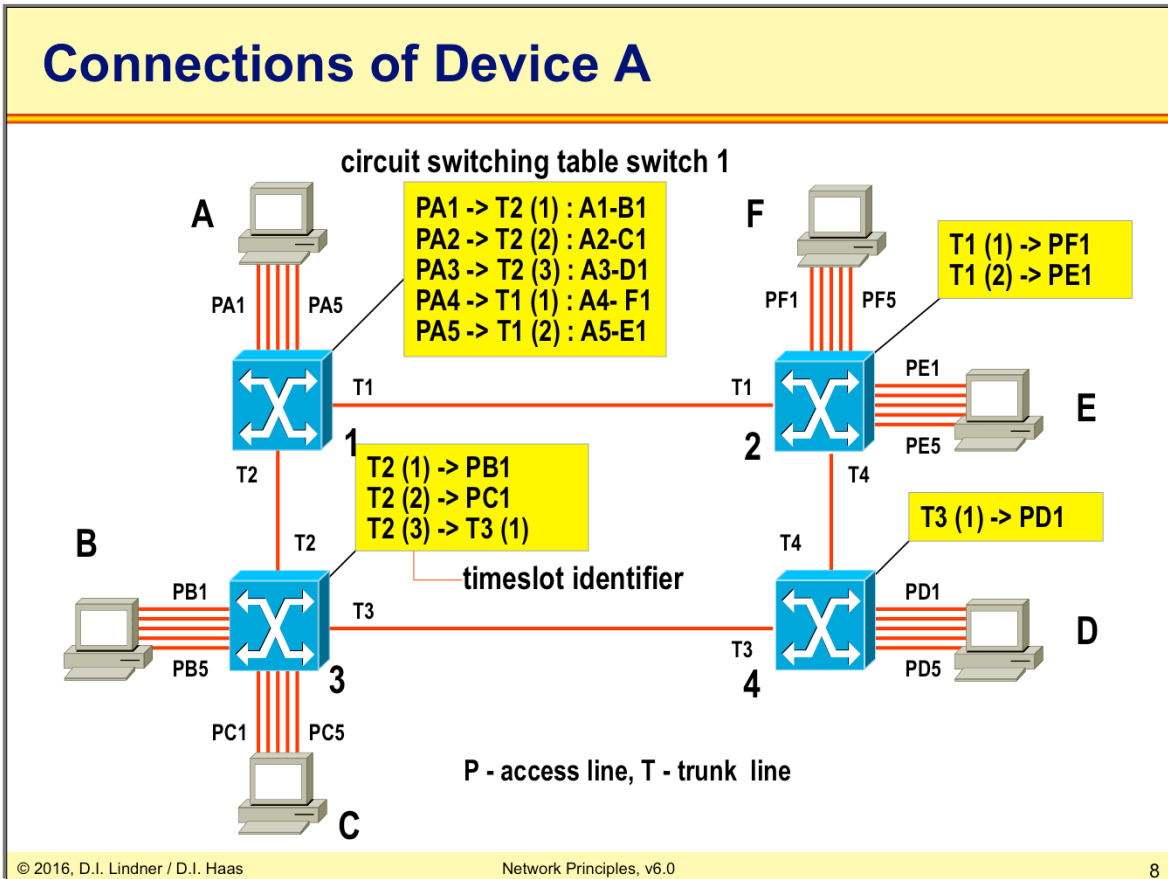 Connections of Device A
circuit switching table switch 1
A
PA1 -> T2 (1) : A1-B1
PA2 -> T2 (2) : A2-C1
PA3 -> T2 (3) : A3-D1
PA4 -> T1 (1) : A4- F1
PA5 -> T1 (2) : A5-E1
F
T1 (1) -> PF1
T1 (2) -> PE1
PA1
PA5
PF1
PF5
T1
T1
PE1
E
1
2
PE5
T2
T4
T2 (1) -> PB1
T2 (2) -> PC1
T2 (3) -> T3 (1)
T3 (1) -> PD1
B
T2
T4
timeslot identifier
PB1
T3
PD1
D
PB5
3
T3
4
PD5
PC1
PC5
P - access line, T - trunk line
C
© 2016, D.I. Lindner / D.I. Haas
Network Principles, v6.0
8